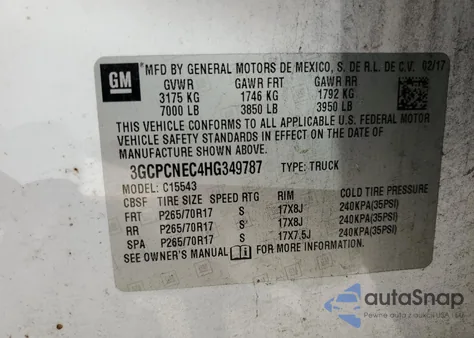 GM
MFD BY GENERAL MOTORS DE MEXICO, S. DE R.L. DE C.V. 02/17
GVWR GAWR FRT GAWR RR
3175 KG 1746 KG 1792 KG
7000 LB 3850 LB 3950 LB
THIS VEHICLE CONFORMS TO ALL APPLICABLE U.S. FEDERAL MOTOR
VEHICLE SAFETY STANDARDS IN EFFECT ON THE DATE OF
MANUFACTURE SHOWN ABOVE.
3GCPCNEC4HG349787 TYPE: TRUCK
MODEL: C15543
CBSF TIRE SIZE SPEED RTG RIM COLD TIRE PRESSURE
FRT P265/70R17 S 17X8J 240KPA(35PSI)
RR P265/70R17 S 17X8J 240KPA(35PSI)
SPA P265/70R17 S 17X7.5J 240KPA(35PSI)
SEE OWNER'S MANUAL FOR MORE INFORMATION.
autoSnap
Pewne auta z aukcji USA